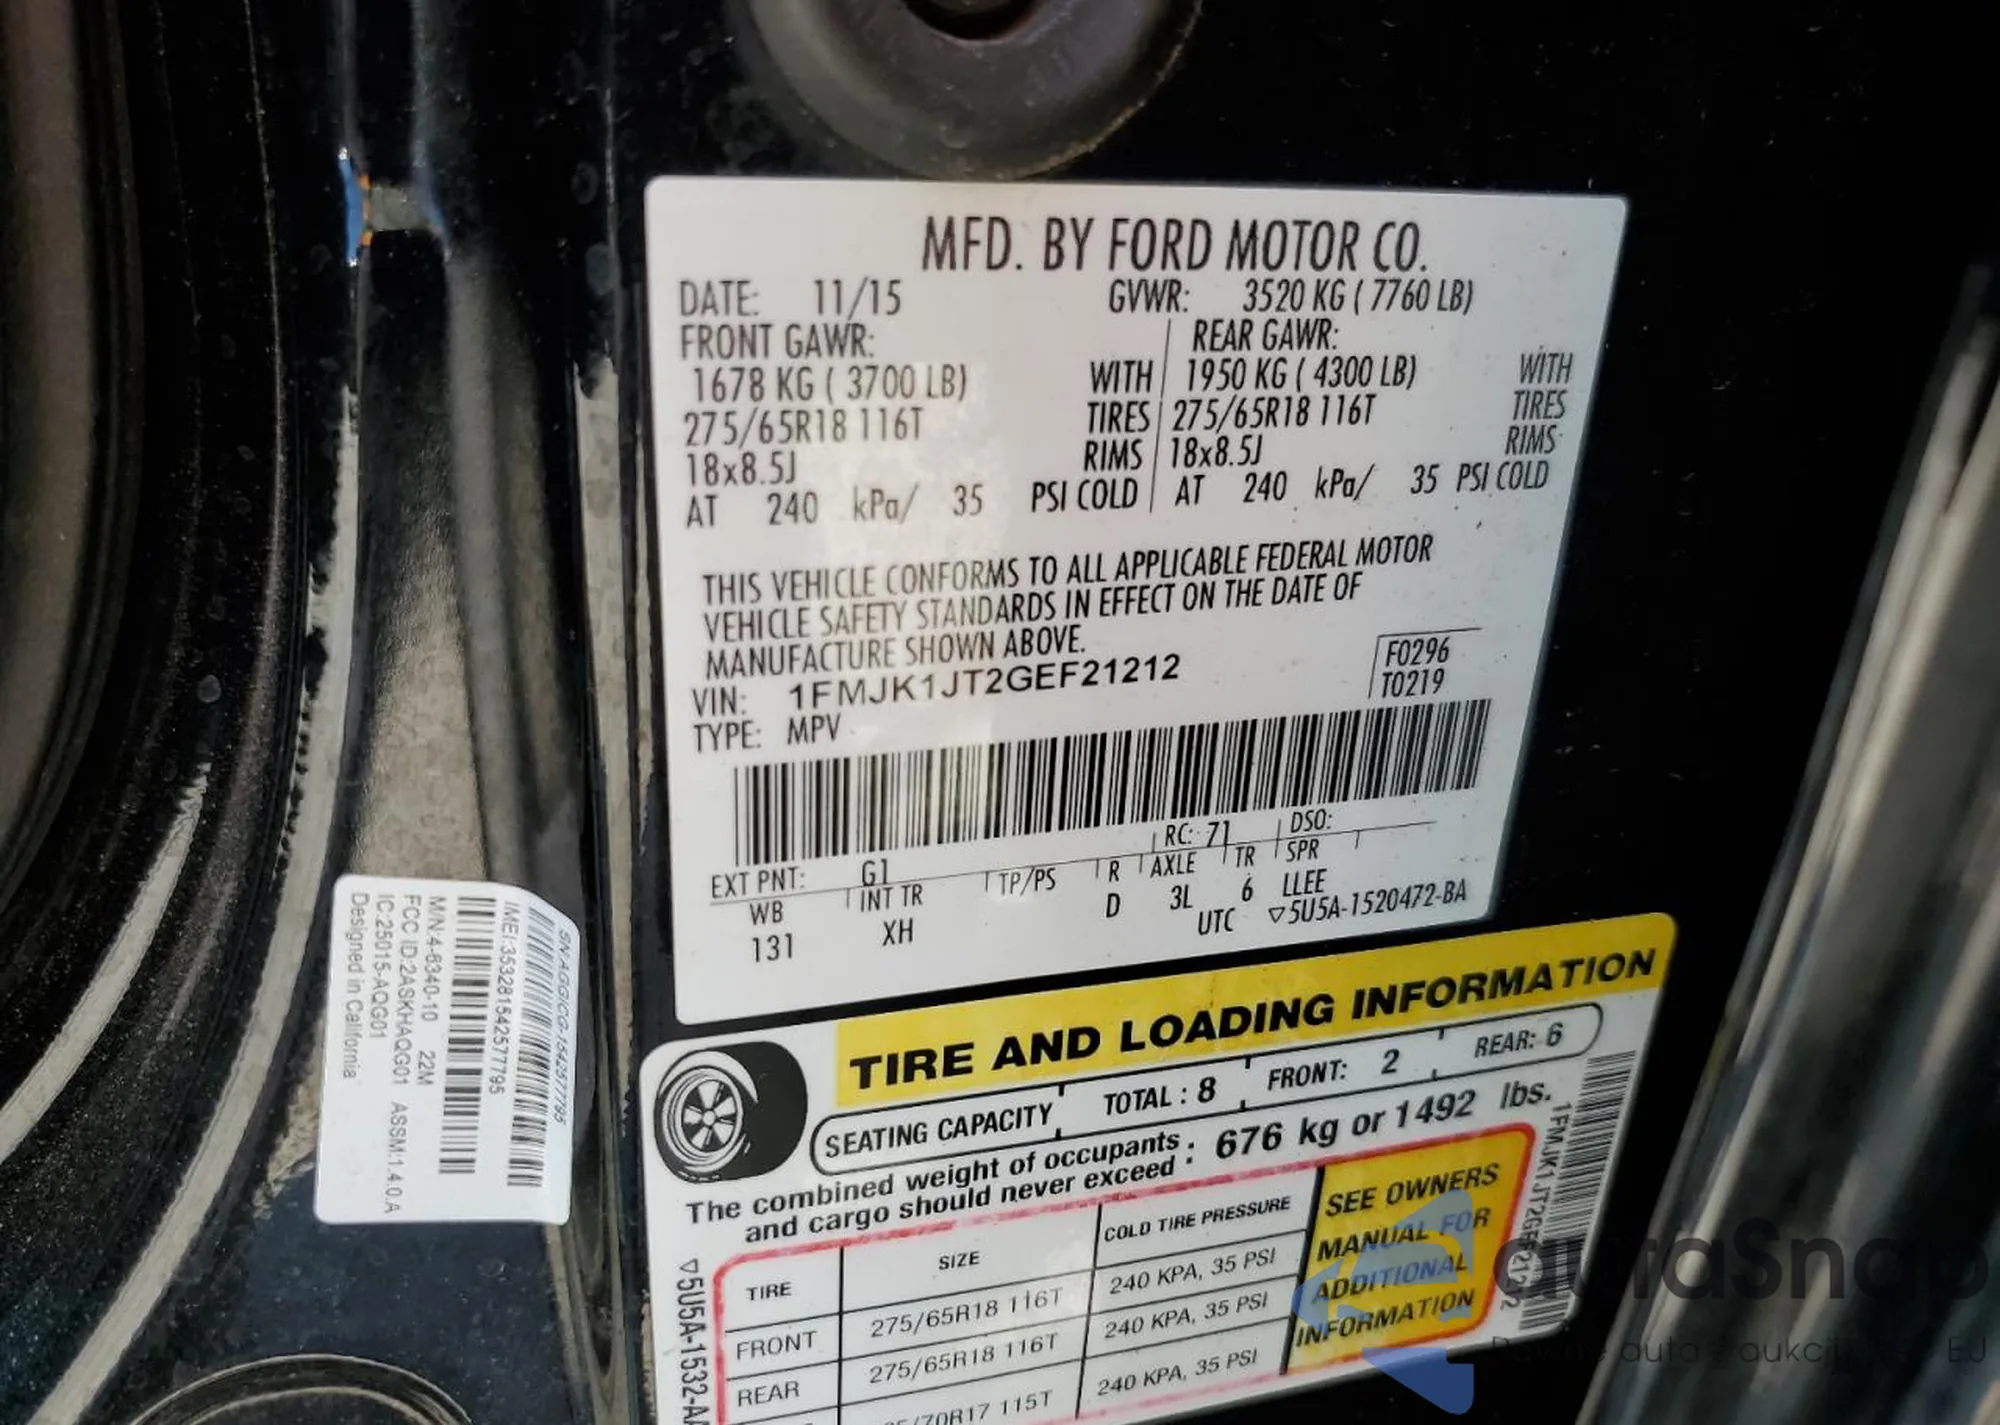 MFD. BY FORD MOTOR CO.
DATE: 11/15 GVWR: 3520 KG ( 7760 LB)
FRONT GAWR: REAR GAWR:
1678 KG ( 3700 LB) WITH 1950 KG ( 4300 LB) WITH
275/65R18 116T TIRES 275/65R18 116T TIRES
18x8.5J RIMS 18x8.5J RIMS
AT 240 kPa/ 35 PSI COLD AT 240 kPa/ 35 PSI COLD
THIS VEHICLE CONFORMS TO ALL APPLICABLE FEDERAL MOTOR
VEHICLE SAFETY STANDARDS IN EFFECT ON THE DATE OF
MANUFACTURE SHOWN ABOVE.
VIN: 1FMJK1JT2GEF21212
TYPE: MPV
F0296
T0219
EXT PNT: G1 RC: 71 DSO:
WB INT TR TP/PS R AXLE TR SPR
131 XH D 3L 6 LLEE
UTC ▽5U5A-1520472-BA
TIRE AND LOADING INFORMATION
SEATING CAPACITY TOTAL : 8 FRONT: 2 REAR: 6
The combined weight of occupants
and cargo should never exceed : 676 kg or 1492 lbs.
TIRE SIZE COLD TIRE PRESSURE
FRONT 275/65R18 116T 240 KPA, 35 PSI
REAR 275/65R18 116T 240 KPA, 35 PSI
70R17 115T 240 KPA, 35 PSI
SEE OWNERS
MANUAL FOR
ADDITIONAL
INFORMATION
1FMJK1JT2GEF21212
▽5U5A-1532-A
IMEI:353281542577795
M/N:4-6340-10 22M
FCC ID:2ASKHAQG01 ASSM:1.4.0.A
IC:25015-AQG01
Designed in California
autaSnap
EU